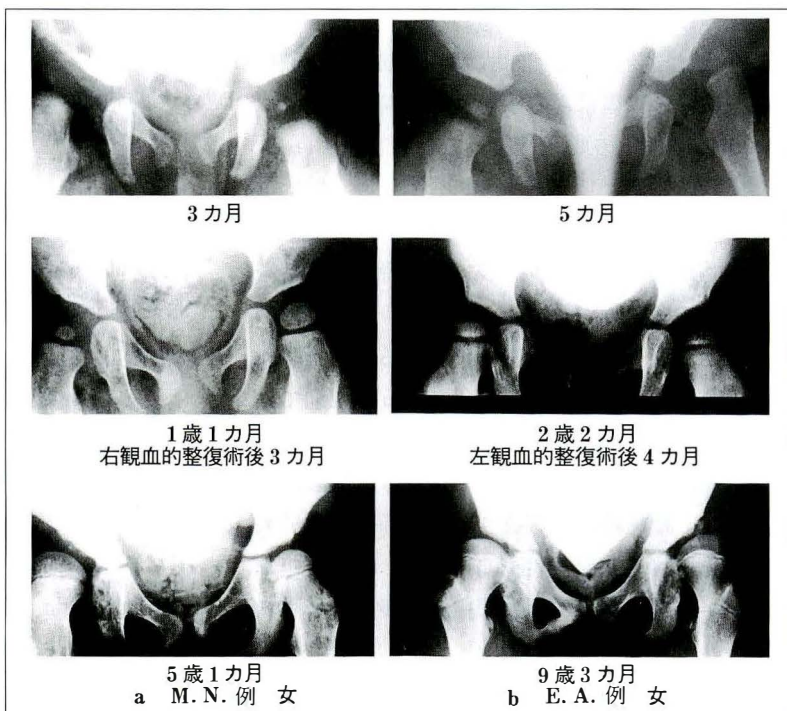 3 カ月
5 カ月
1 歳 1 カ月
右観血的整復術後 3 カ月
2 歳 2 カ月
左観血的整復術後 4 カ月
5 歳 1 カ月
a M. N. 例 女
9 歳 3 カ月
b E. A. 例 女